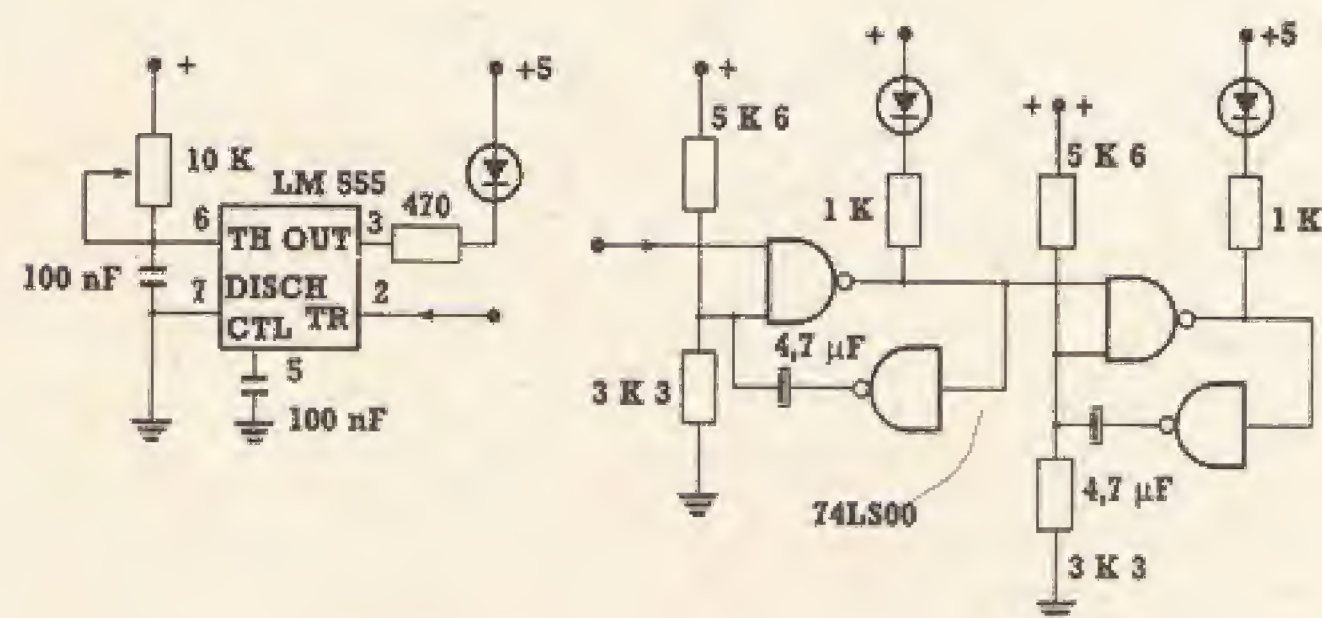 +
10 K
LM 555
6
TH OUT
3
470
+5
100 nF
7
DISCH
2
CTL
TR
5
100 nF
+
5 K 6
+
1 K
4,7 µF
3 K 3
74LS00
+ +
5 K 6
+5
1 K
4,7 µF
3 K 3